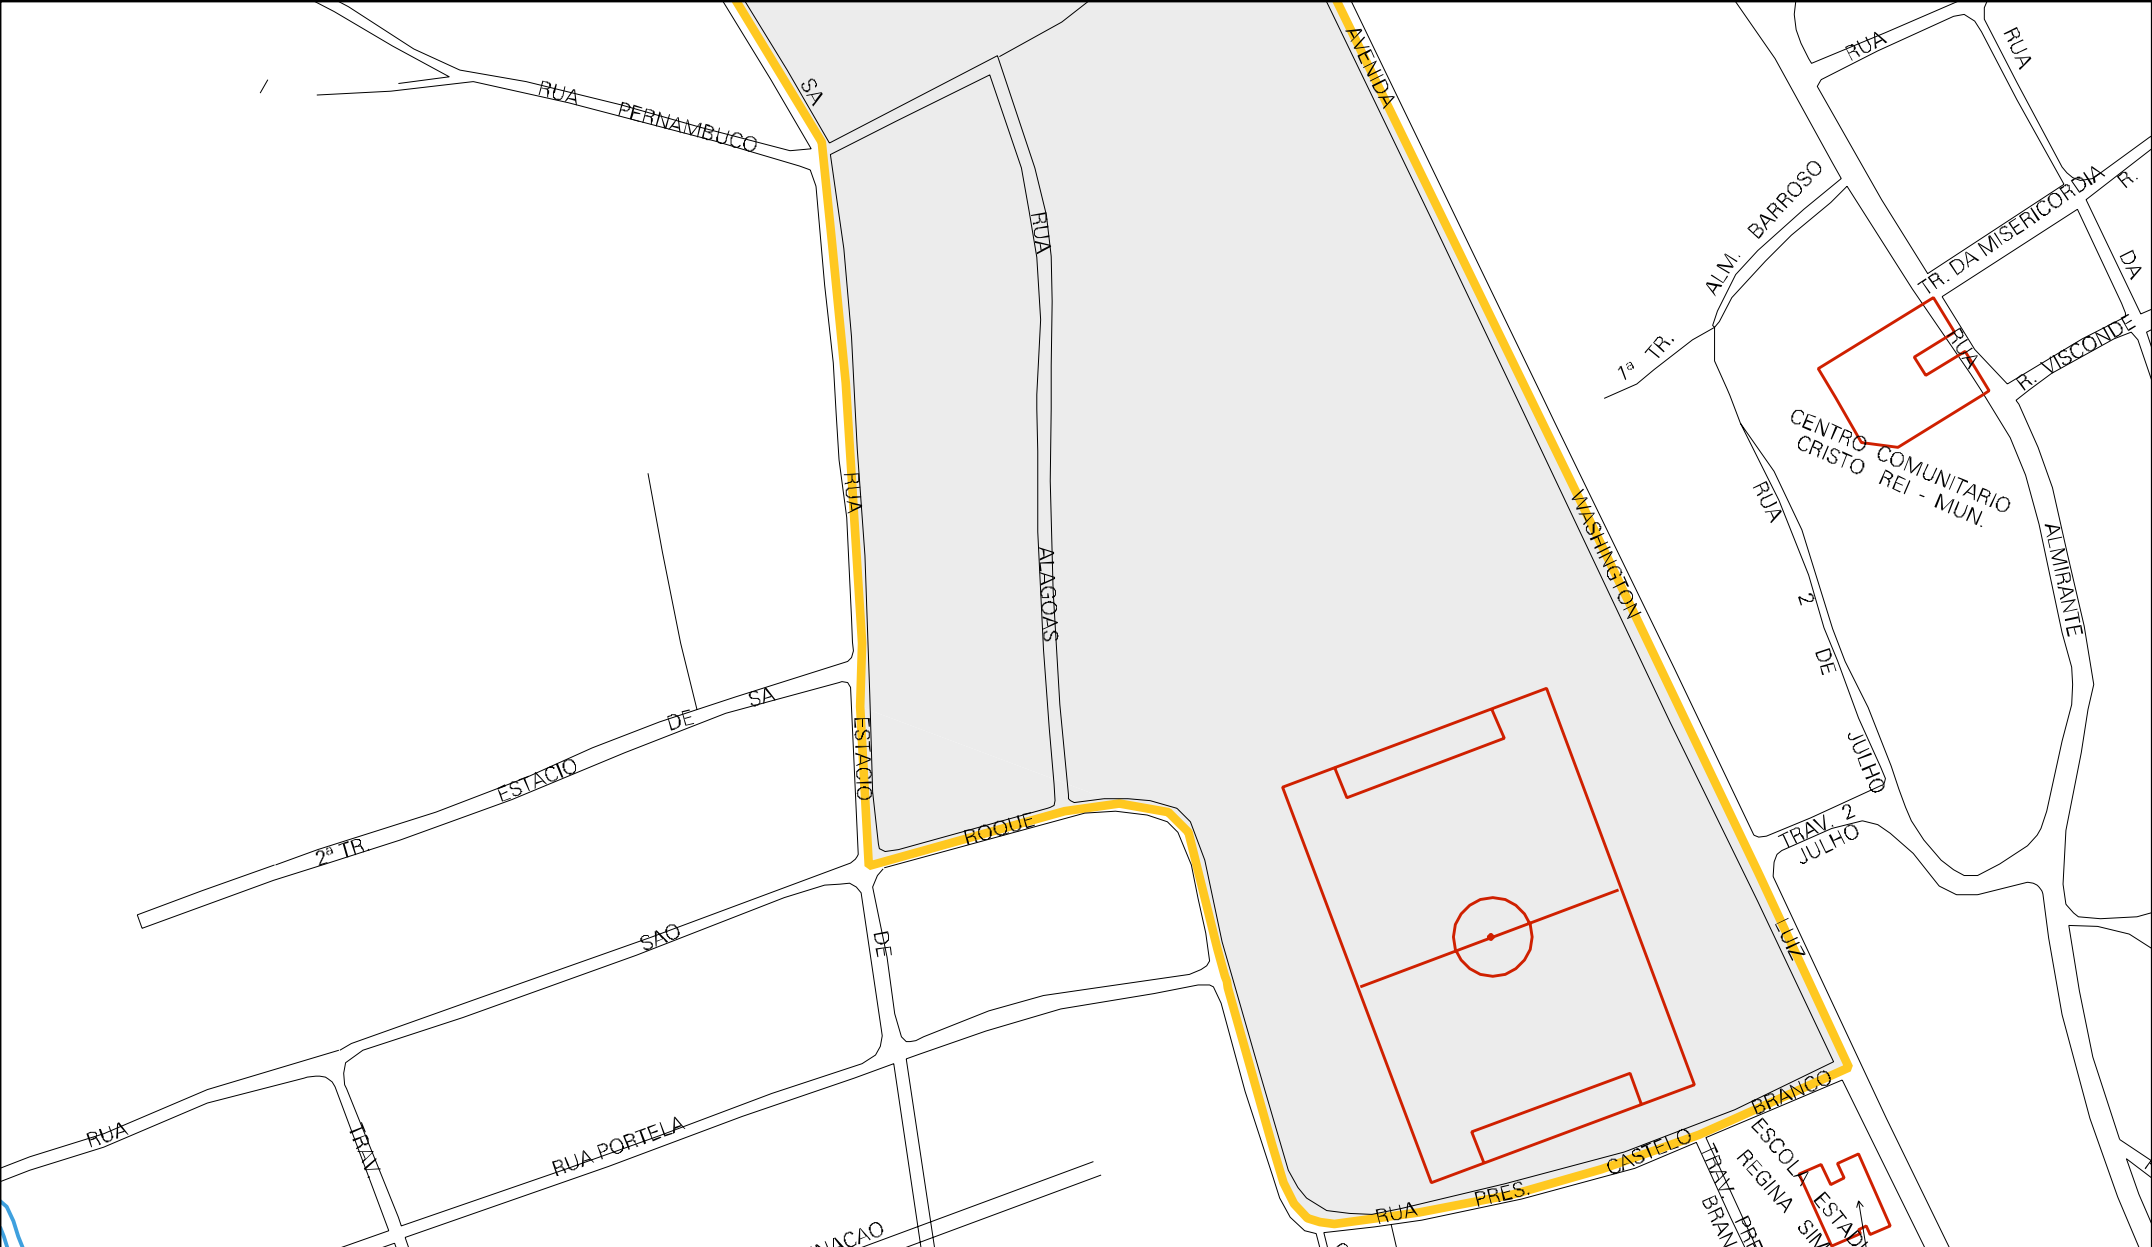 RUA PERNAMBUCO
SA
AVENIDA
RUA
RUA
ALM. BARROSO
TR. DA MISERICORDIA
R.
DA
1ª TR.
RUA
R. VISCONDE
CENTRO COMUNITARIO
CRISTO REI - MUN.
RUA
ALAGOAS
RUA
ESTACIO
DE
WASHINGTON
LUIZ
RUA 2 DE JULHO
ALMIRANTE
2ª TR. ESTACIO DE SA
TRAV. 2
JULHO
ROQUE
RUA SAO
TRAV.
RUA PORTELA
RUA PRES. CASTELO BRANCO
ESCOLA ESTAD
REGINA SIM
TRAV. PRE
BRAN
NACAO